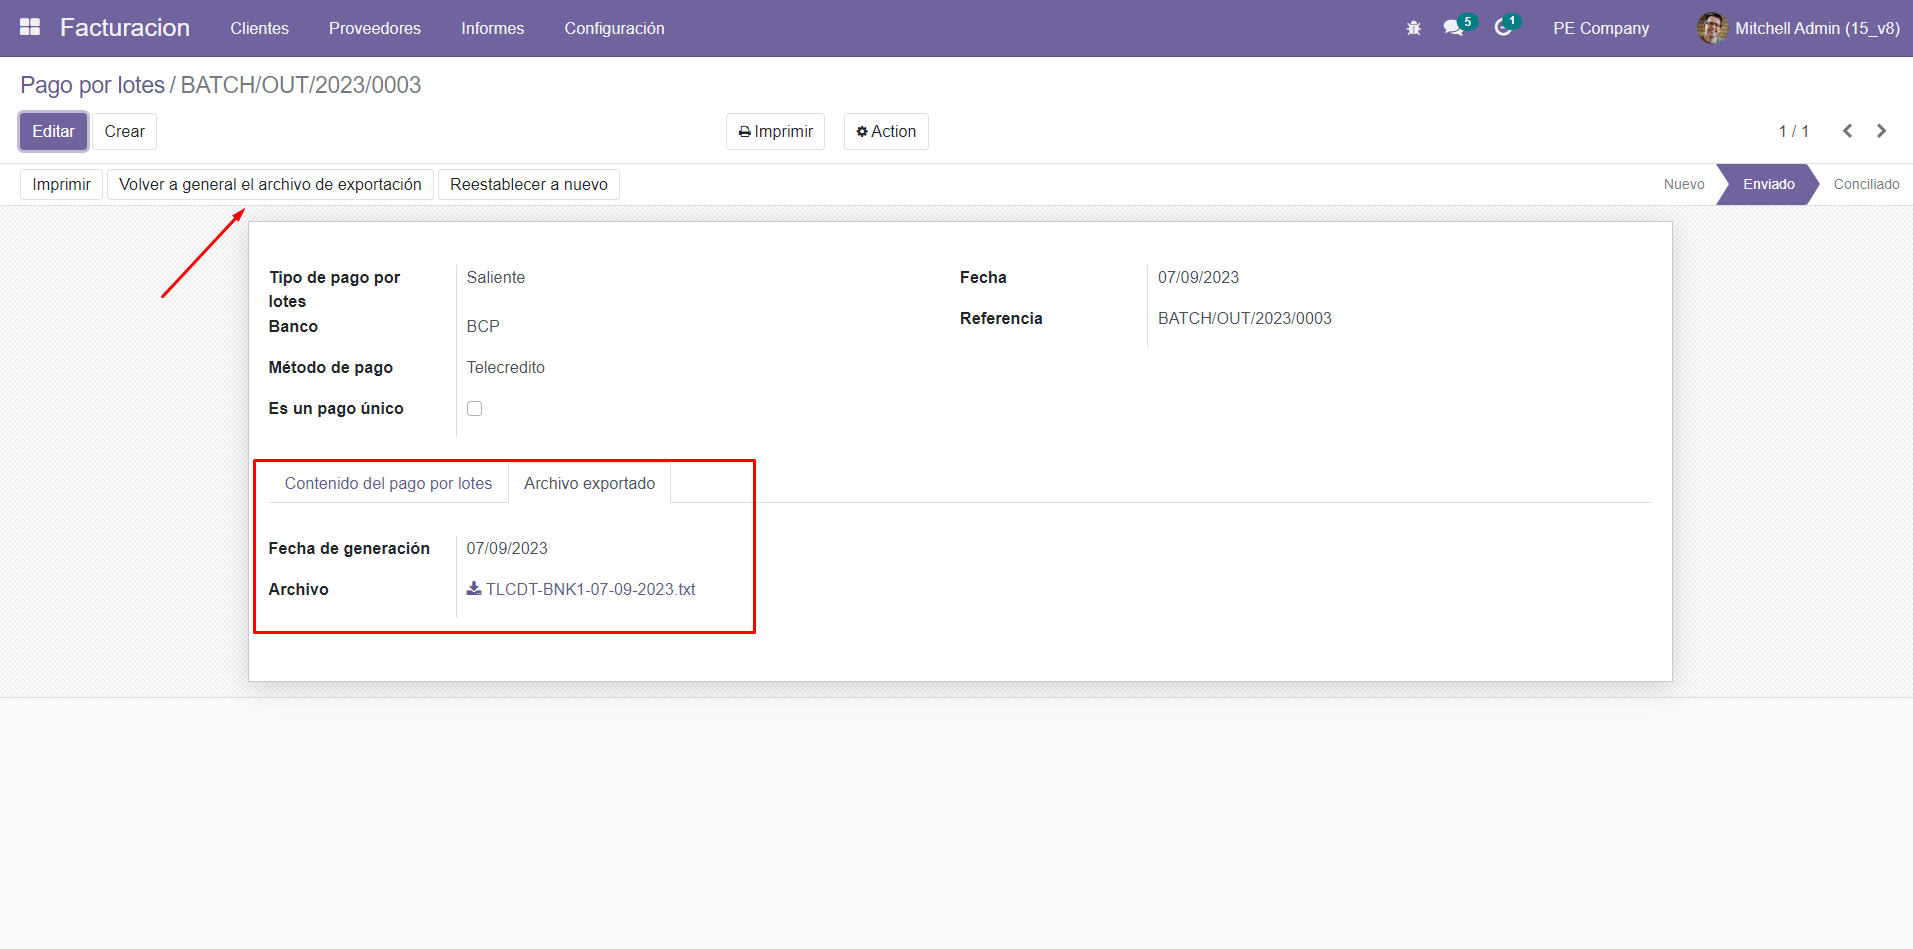 Facturacion Clientes Proveedores Informes Configuración 5 1 PE Company Mitchell Admin (15_v8)
Pago por lotes / BATCH/OUT/2023/0003
Editar Crear Imprimir Action 1 / 1
Imprimir Volver a general el archivo de exportación Reestablecer a nuevo Nuevo Enviado Conciliado
Tipo de pago por lotes Saliente
Banco BCP
Método de pago Telecredito
Es un pago único
Fecha 07/09/2023
Referencia BATCH/OUT/2023/0003
Contenido del pago por lotes Archivo exportado
Fecha de generación 07/09/2023
Archivo TLCDT-BNK1-07-09-2023.txt